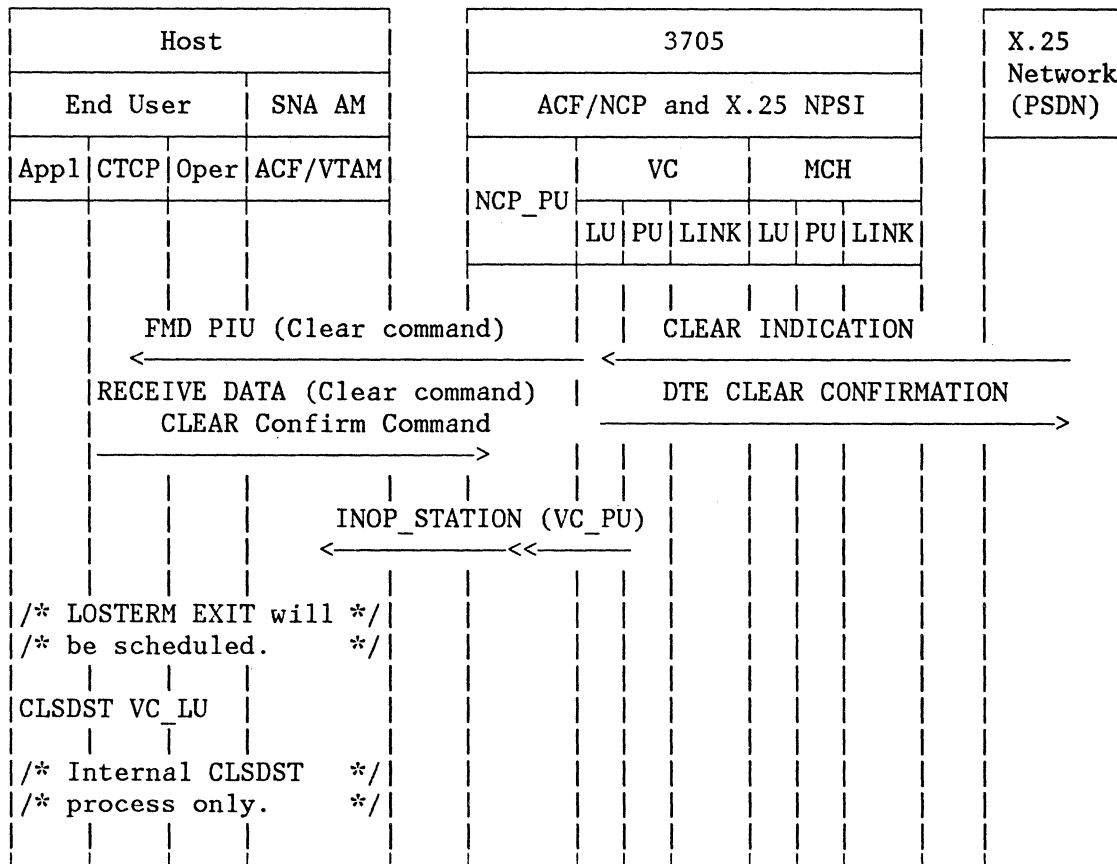 Host 3705 X.25
Network
End User SNA AM ACF/NCP and X.25 NPSI (PSDN)
Appl CTCP Oper ACF/VTAM VC MCH
NCP_PU
LU PU LINK LU PU LINK
FMD PIU (Clear command) CLEAR INDICATION
RECEIVE DATA (Clear command) DTE CLEAR CONFIRMATION
CLEAR Confirm Command
INOP_STATION (VC_PU)
/* LOSTERM EXIT will */
/* be scheduled. */
CLSDST VC_LU
/* Internal CLSDST */
/* process only. */